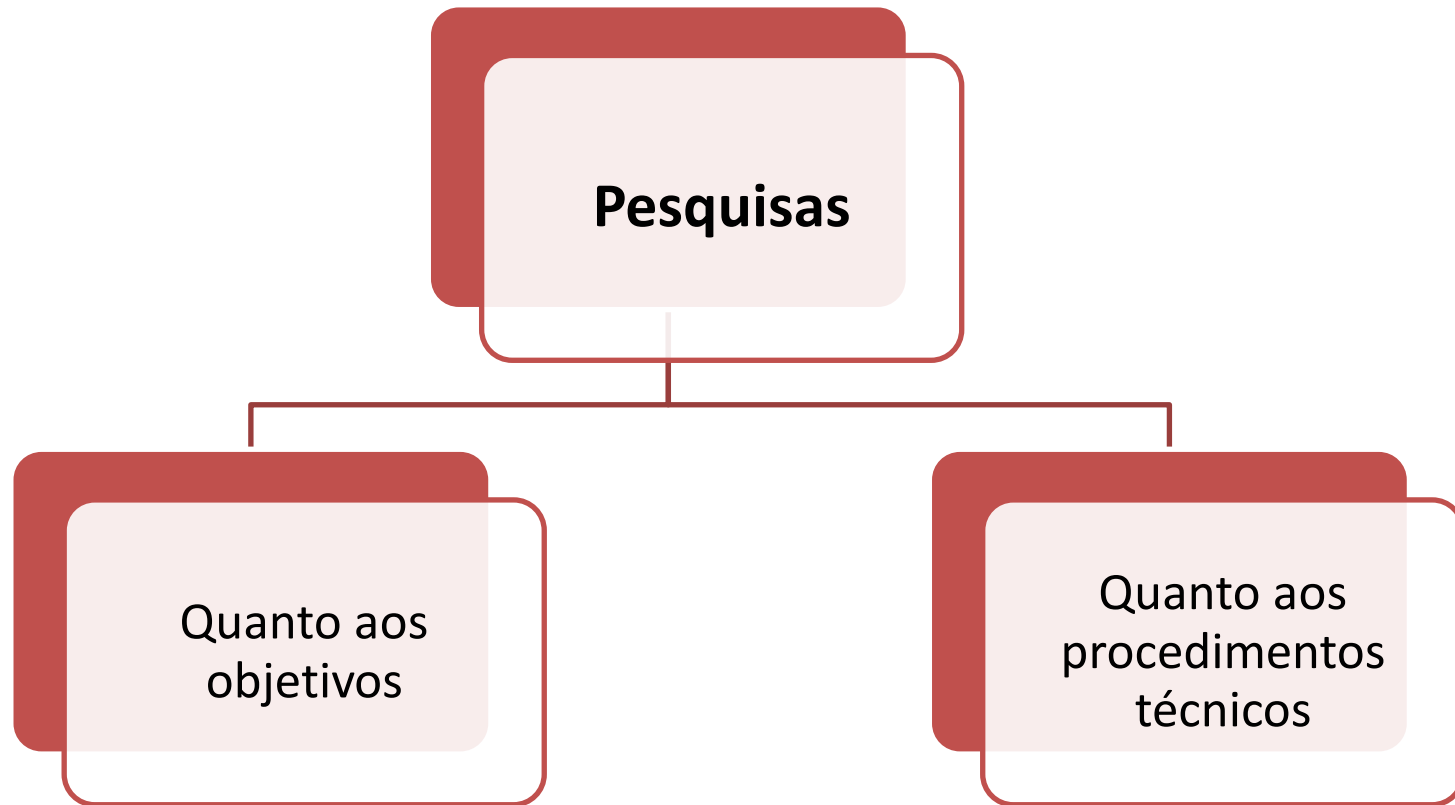 Pesquisas
Quanto aos
objetivos
Quanto aos
procedimentos
técnicos